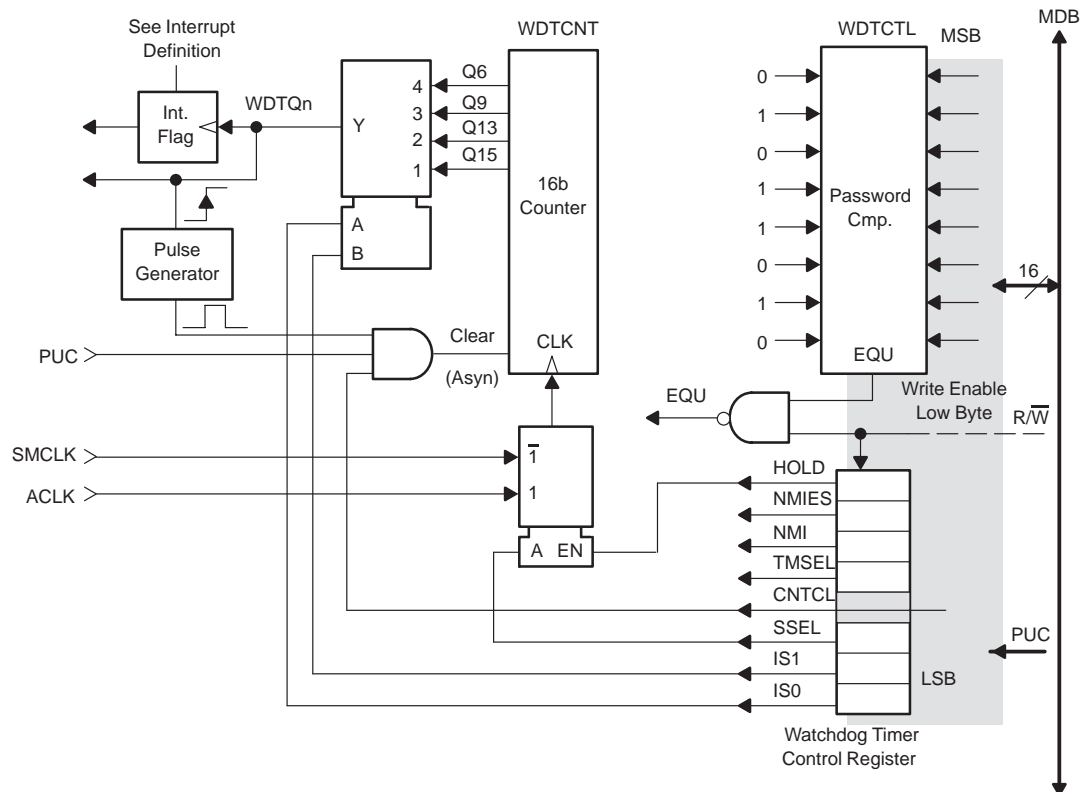 See Interrupt
Definition
Int.
Flag
WDTQn
Y
4
3
2
1
Q6
Q9
Q13
Q15
A
B
Pulse
Generator
WDTCNT
16b
Counter
CLK
Clear
(Asyn)
PUC
SMCLK
ACLK
1̅
1
A EN
WDTCTL
MSB
MDB
0
1
0
1
1
0
1
0
Password
Cmp.
EQU
16
EQU
Write Enable
Low Byte
R/W̅
HOLD
NMIES
NMI
TMSEL
CNTCL
SSEL
IS1
IS0
PUC
LSB
Watchdog Timer
Control Register